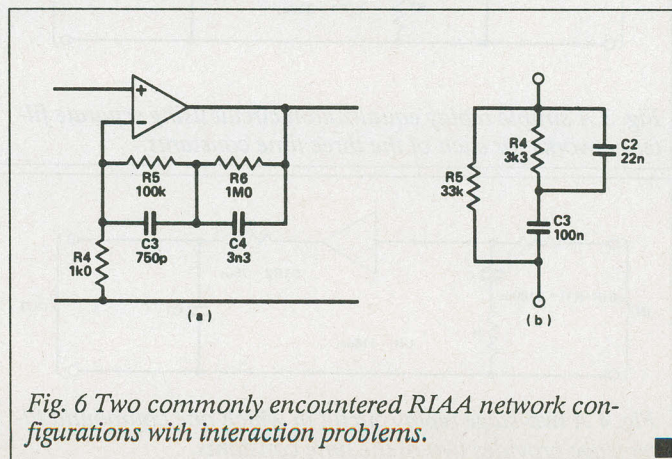 +
−
R5
100k
R6
1M0
C3
750p
C4
3n3
R4
1k0
(a)
R5
33k
R4
3k3
C2
22n
C3
100n
(b)
Fig. 6 Two commonly encountered RIAA network con-
figurations with interaction problems.